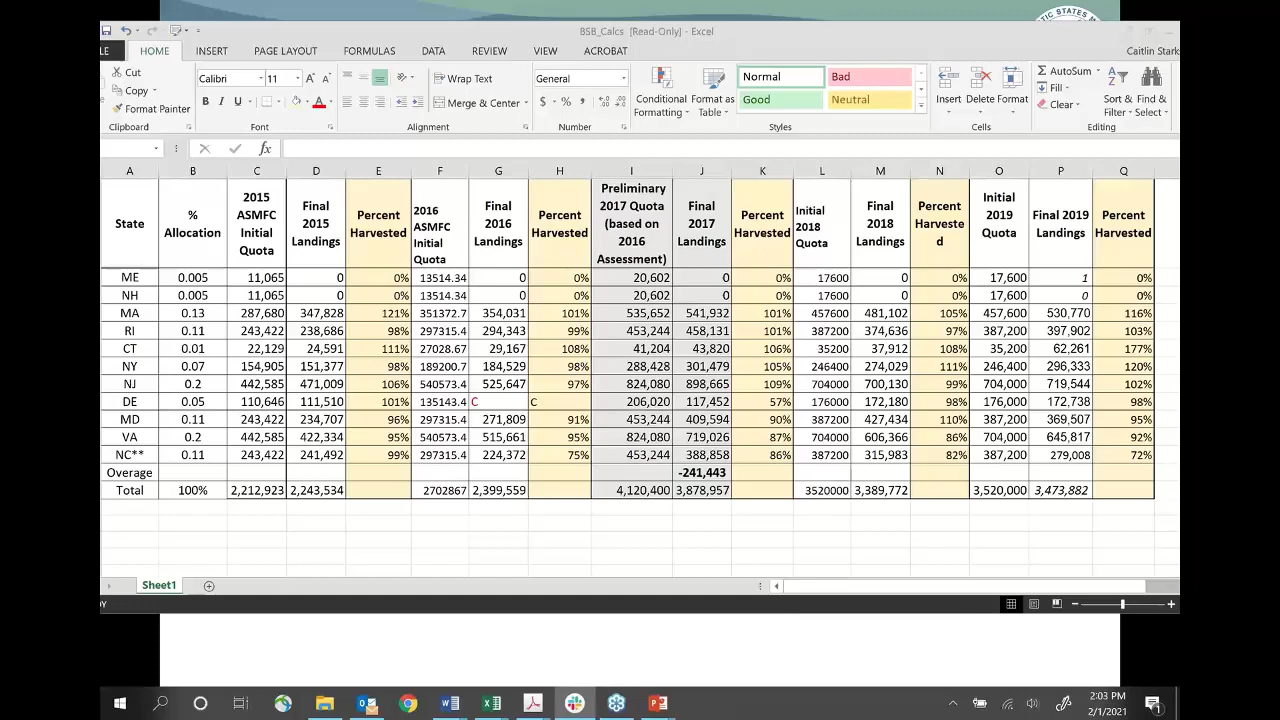 TIC STATES M
BSB_Calcs [Read-Only] - Excel
LE HOME INSERT PAGE LAYOUT FORMULAS DATA REVIEW VIEW ACROBAT Caitlin Stark
Cut
Copy
Format Painter
Clipboard
Calibri 11
B I U
Font
Wrap Text
Merge & Center
Alignment
General
$ % ,
Number
Conditional Formatting
Format as Table
Normal Bad
Good Neutral
Styles
Insert Delete Format
Cells
AutoSum
Fill
Clear
Sort & Filter
Find & Select
Editing
fx
A B C D E F G H I J K L M N O P Q
State
% Allocation
2015 ASMFC Initial Quota
Final 2015 Landings
Percent Harvested
2016 ASMFC Initial Quota
Final 2016 Landings
Percent Harvested
Preliminary 2017 Quota (based on 2016 Assessment)
Final 2017 Landings
Percent Harvested
Initial 2018 Quota
Final 2018 Landings
Percent Harvested
Initial 2019 Quota
Final 2019 Landings
Percent Harvested
ME 0.005 11,065 0 0% 13514.34 0 0% 20,602 0 0% 17600 0 0% 17,600 1 0%
NH 0.005 11,065 0 0% 13514.34 0 0% 20,602 0 0% 17600 0 0% 17,600 0 0%
MA 0.13 287,680 347,828 121% 351372.7 354,031 101% 535,652 541,932 101% 457600 481,102 105% 457,600 530,770 116%
RI 0.11 243,422 238,686 98% 297315.4 294,343 99% 453,244 458,131 101% 387200 374,636 97% 387,200 397,902 103%
CT 0.01 22,129 24,591 111% 27028.67 29,167 108% 41,204 43,820 106% 35200 37,912 108% 35,200 62,261 177%
NY 0.07 154,905 151,377 98% 189200.7 184,529 98% 288,428 301,479 105% 246400 274,029 111% 246,400 296,333 120%
NJ 0.2 442,585 471,009 106% 540573.4 525,647 97% 824,080 898,665 109% 704000 700,130 99% 704,000 719,544 102%
DE 0.05 110,646 111,510 101% 135143.4 C C 206,020 117,452 57% 176000 172,180 98% 176,000 172,738 98%
MD 0.11 243,422 234,707 96% 297315.4 271,809 91% 453,244 409,594 90% 387200 427,434 110% 387,200 369,507 95%
VA 0.2 442,585 422,334 95% 540573.4 515,661 95% 824,080 719,026 87% 704000 606,366 86% 704,000 645,817 92%
NC** 0.11 243,422 241,492 99% 297315.4 224,372 75% 453,244 388,858 86% 387200 315,983 82% 387,200 279,008 72%
Overage -241,443
Total 100% 2,212,923 2,243,534 2702867 2,399,559 4,120,400 3,878,957 3520000 3,389,772 3,520,000 3,473,882
Sheet1
2:03 PM
2/1/2021